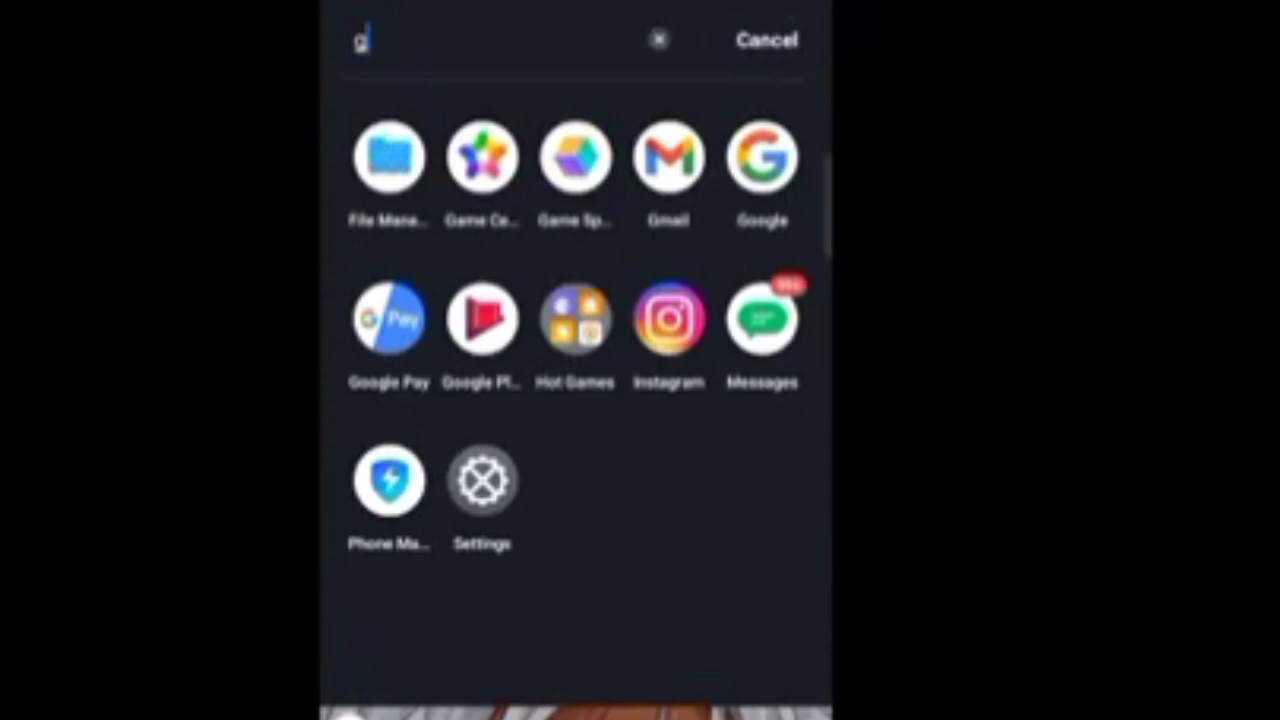 g Cancel
File Mana... Game Ce... Game Sp... Gmail Google
G Pay
Google Pay Google Pl... Hot Games Instagram Messages
Phone Ma... Settings